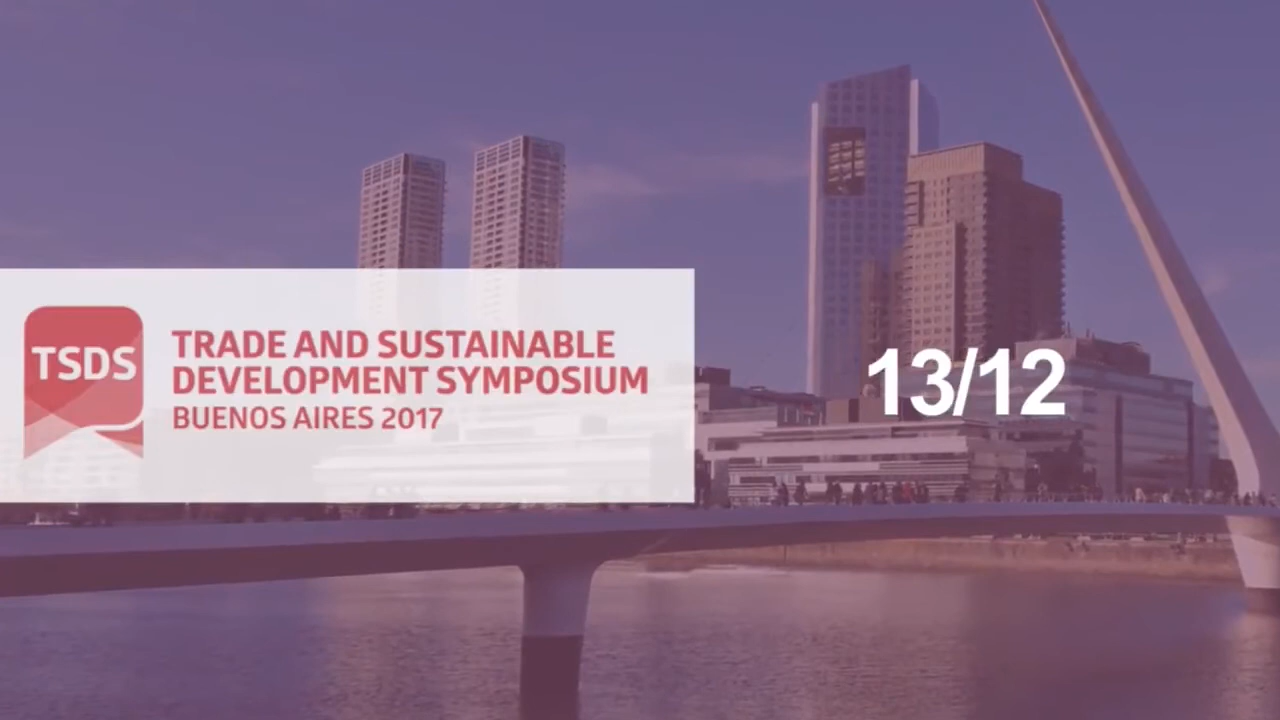 TSDS
TRADE AND SUSTAINABLE
DEVELOPMENT SYMPOSIUM
BUENOS AIRES 2017
13/12